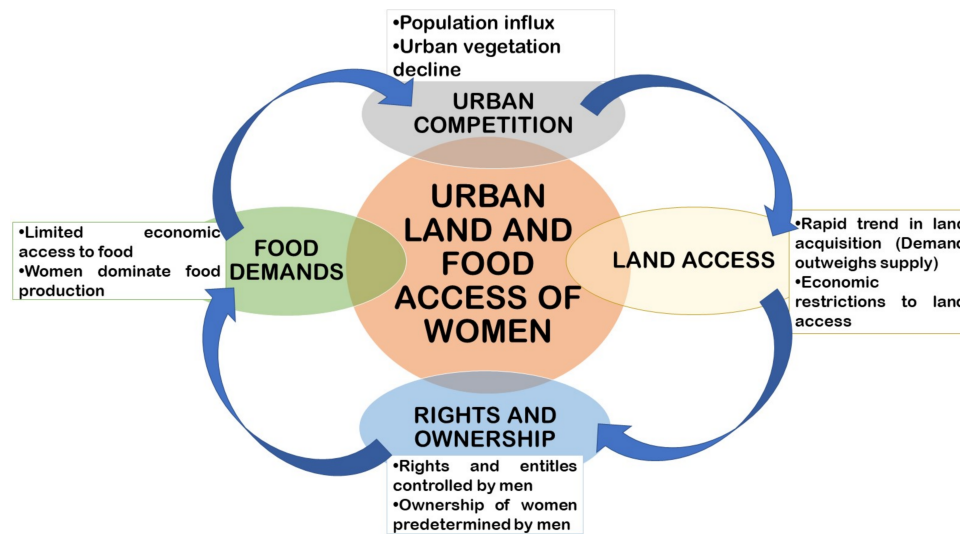 •Population influx
•Urban vegetation
decline
URBAN
COMPETITION
URBAN
LAND AND
FOOD
ACCESS OF
WOMEN
•Limited economic
access to food
•Women dominate food
production
FOOD
DEMANDS
LAND ACCESS
•Rapid trend in land
acquisition (Demand
outweighs supply)
•Economic
restrictions to land
access
RIGHTS AND
OWNERSHIP
•Rights and entitles
controlled by men
•Ownership of women
predetermined by men